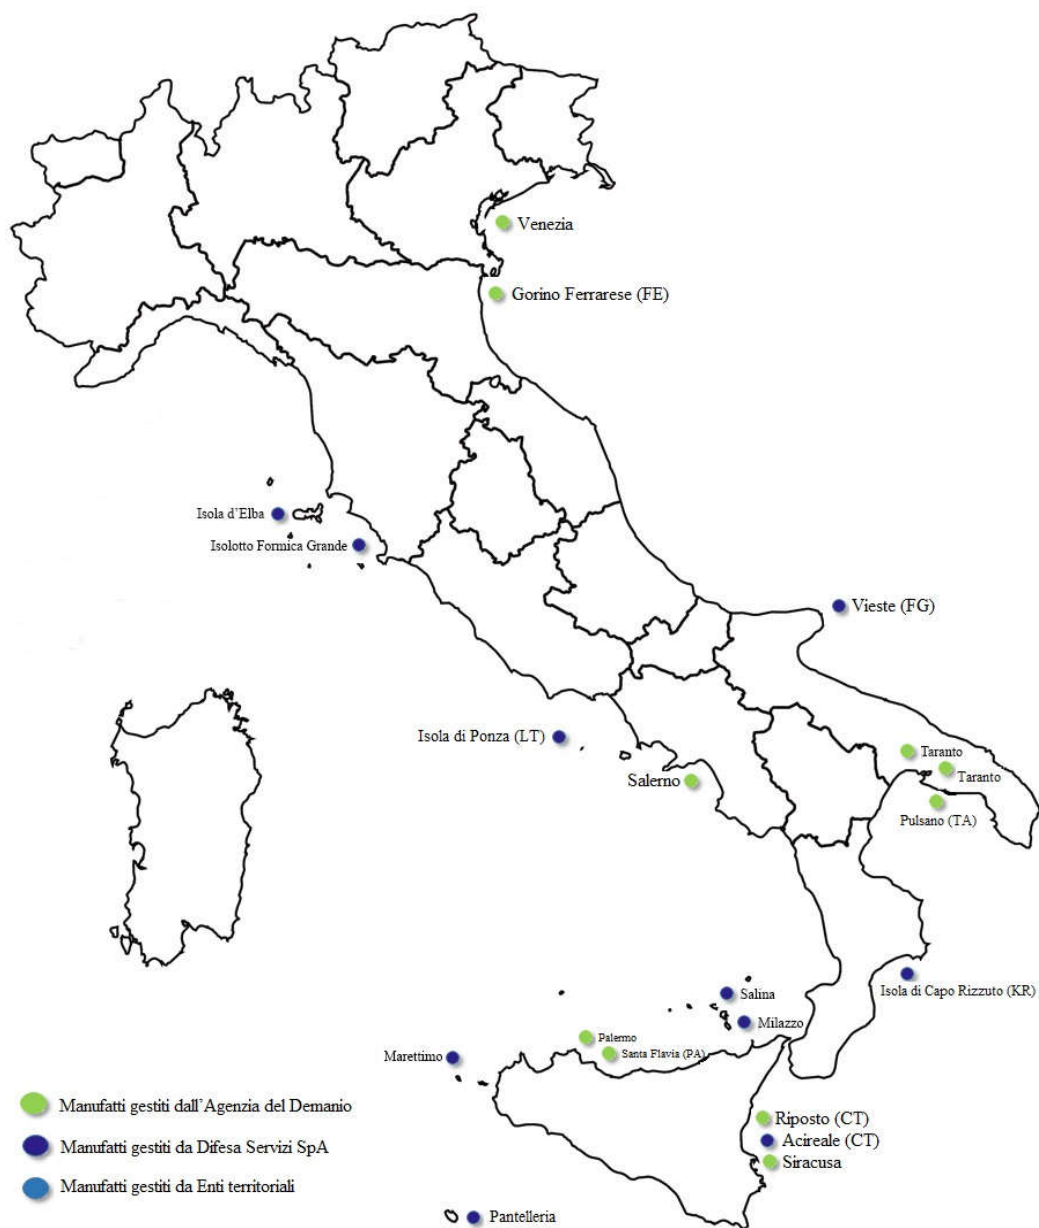 Venezia
Gorino Ferrarese (FE)
Isola d'Elba
Isolotto Formica Grande
Vieste (FG)
Isola di Ponza (LT)
Salerno
Taranto
Taranto
Pulsano (TA)
Isola di Capo Rizzuto (KR)
Salina
Milazzo
Palermo
Santa Flavia (PA)
Marettimo
Manufatti gestiti dall'Agenzia del Demanio
Riposto (CT)
Acireale (CT)
Manufatti gestiti da Difesa Servizi SpA
Siracusa
Manufatti gestiti da Enti territoriali
Pantelleria